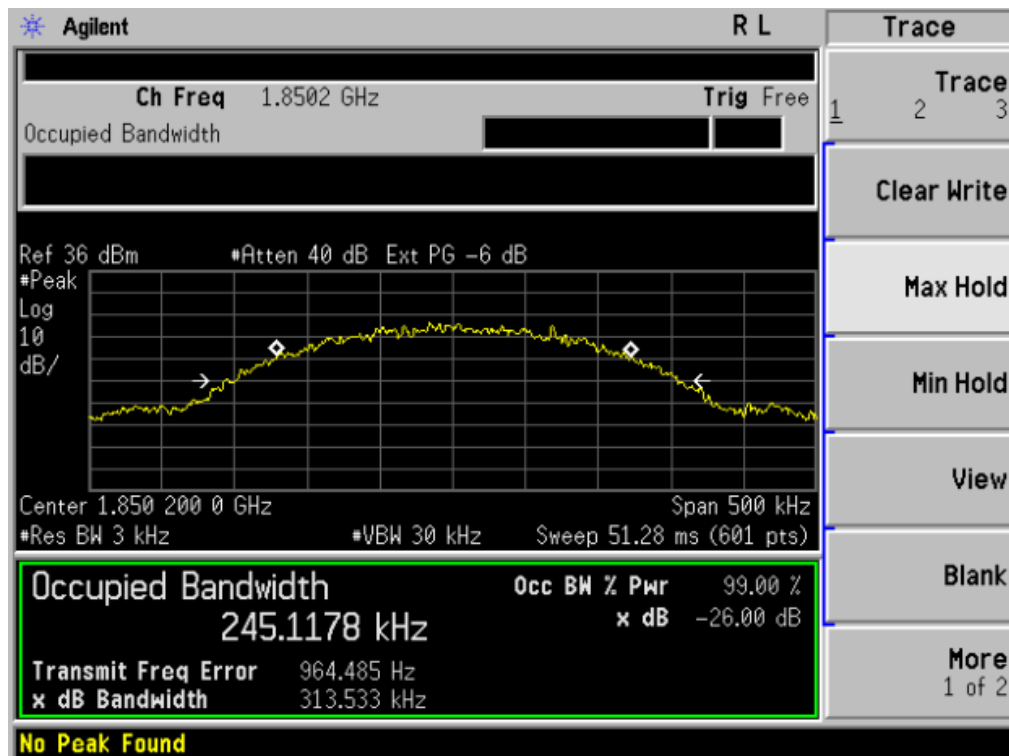 Agilent R L Trace
Ch Freq 1.8502 GHz Trig Free
Occupied Bandwidth
Trace
1 2 3
Clear Write
Ref 36 dBm #Atten 40 dB Ext PG -6 dB
#Peak
Log
10
dB/
Max Hold
Min Hold
View
Center 1.850 200 0 GHz Span 500 kHz
#Res BW 3 kHz #VBW 30 kHz Sweep 51.28 ms (601 pts)
Blank
Occupied Bandwidth Occ BW % Pwr 99.00 %
245.1178 kHz x dB -26.00 dB
Transmit Freq Error 964.485 Hz
x dB Bandwidth 313.533 kHz
More
1 of 2
No Peak Found